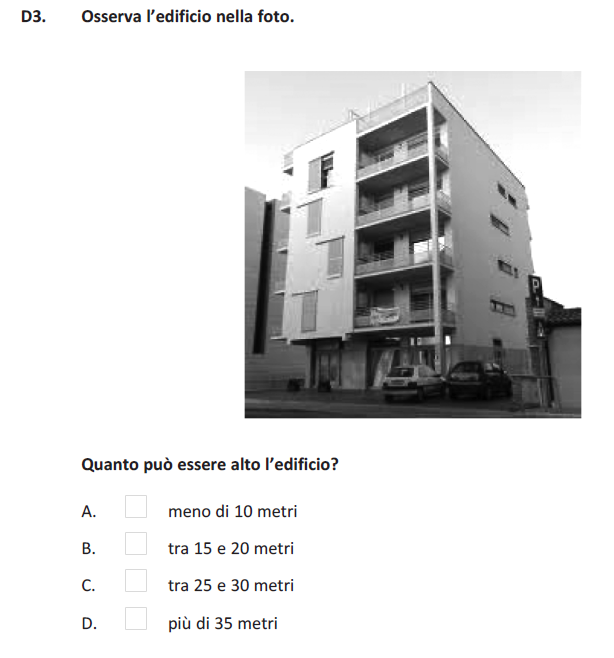 D3. Osserva l'edificio nella foto.
P
Quanto può essere alto l'edificio?
A. meno di 10 metri
B. tra 15 e 20 metri
C. tra 25 e 30 metri
D. più di 35 metri